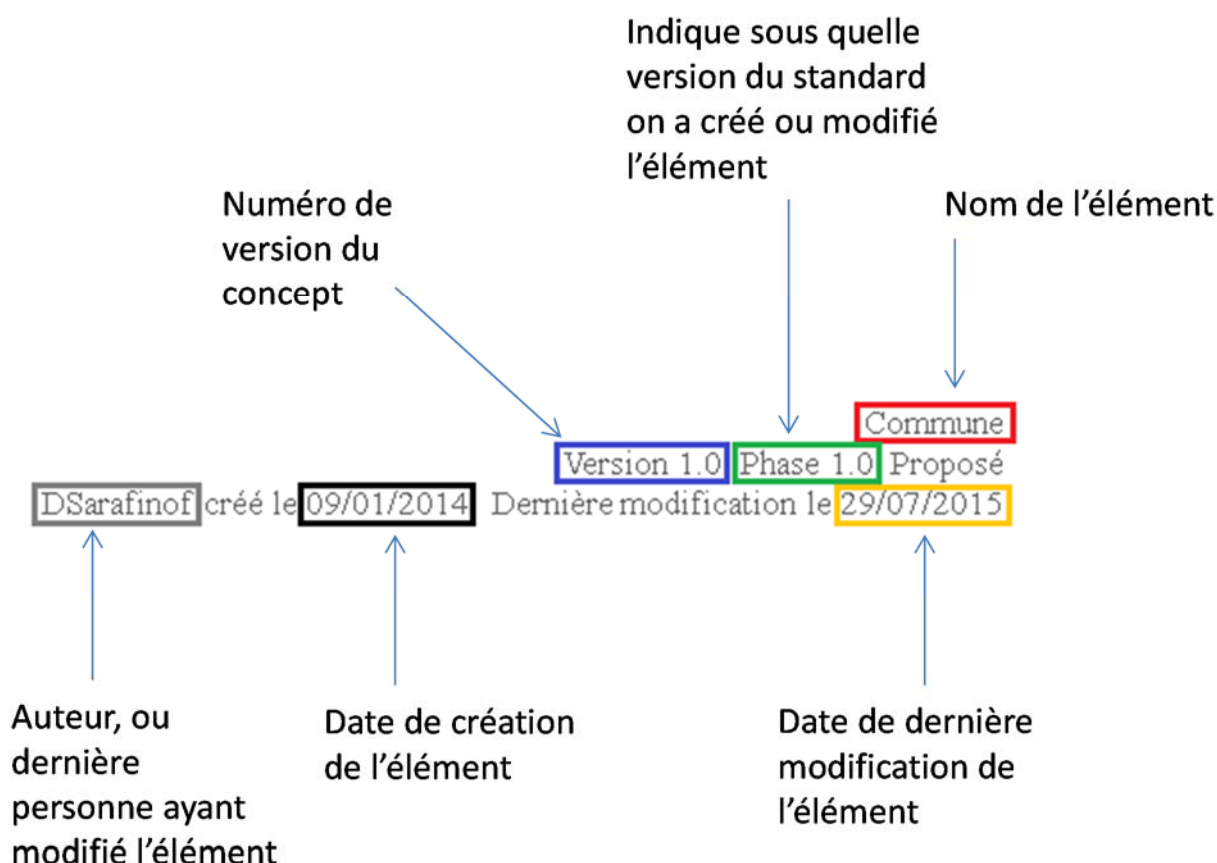 Indique sous quelle
version du standard
on a créé ou modifié
l'élément
Numéro de
version du
concept
Nom de l'élément
Commune
Version 1.0 Phase 1.0 Proposé
DSarafinof créé le 09/01/2014 Dernière modification le 29/07/2015
Auteur, ou
dernière
personne ayant
modifié l'élément
Date de création
de l'élément
Date de dernière
modification de
l'élément